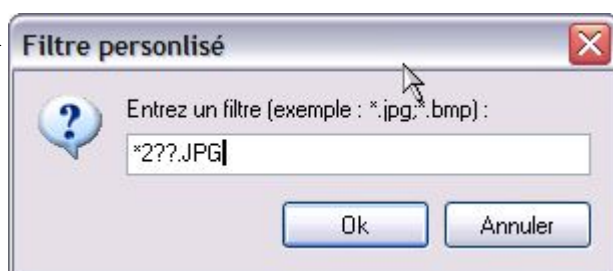 Filtre personlisé
Entrez un filtre (exemple : *.jpg;*.bmp) :
*2??.JPG
Ok
Annuler